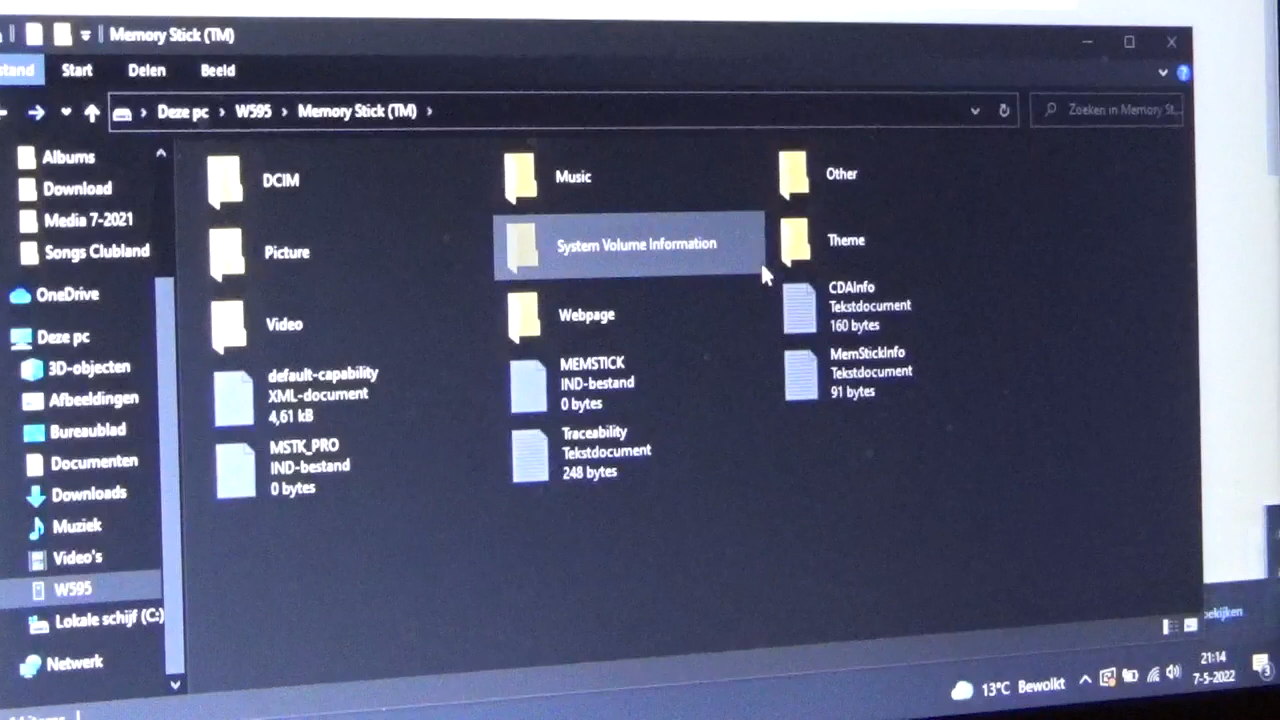 Memory Stick (TM)
Start Delen Beeld
Deze pc W595 Memory Stick (TM)
Zoeken in Memory St...
Albums
Download
Media 7-2021
Songs Clubland
OneDrive
Deze pc
3D-objecten
Afbeeldingen
Bureaublad
Documenten
Downloads
Muziek
Video's
W595
Lokale schijf (C:)
Netwerk
DCIM
Music
Other
Picture
System Volume Information
Theme
Video
Webpage
CDAInfo
Tekstdocument
160 bytes
default-capability
XML-document
4,61 kB
MEMSTICK
IND-bestand
0 bytes
MemStickInfo
Tekstdocument
91 bytes
MSTK_PRO
IND-bestand
0 bytes
Traceability
Tekstdocument
248 bytes
13°C Bewolkt
21:14
7-5-2022
3